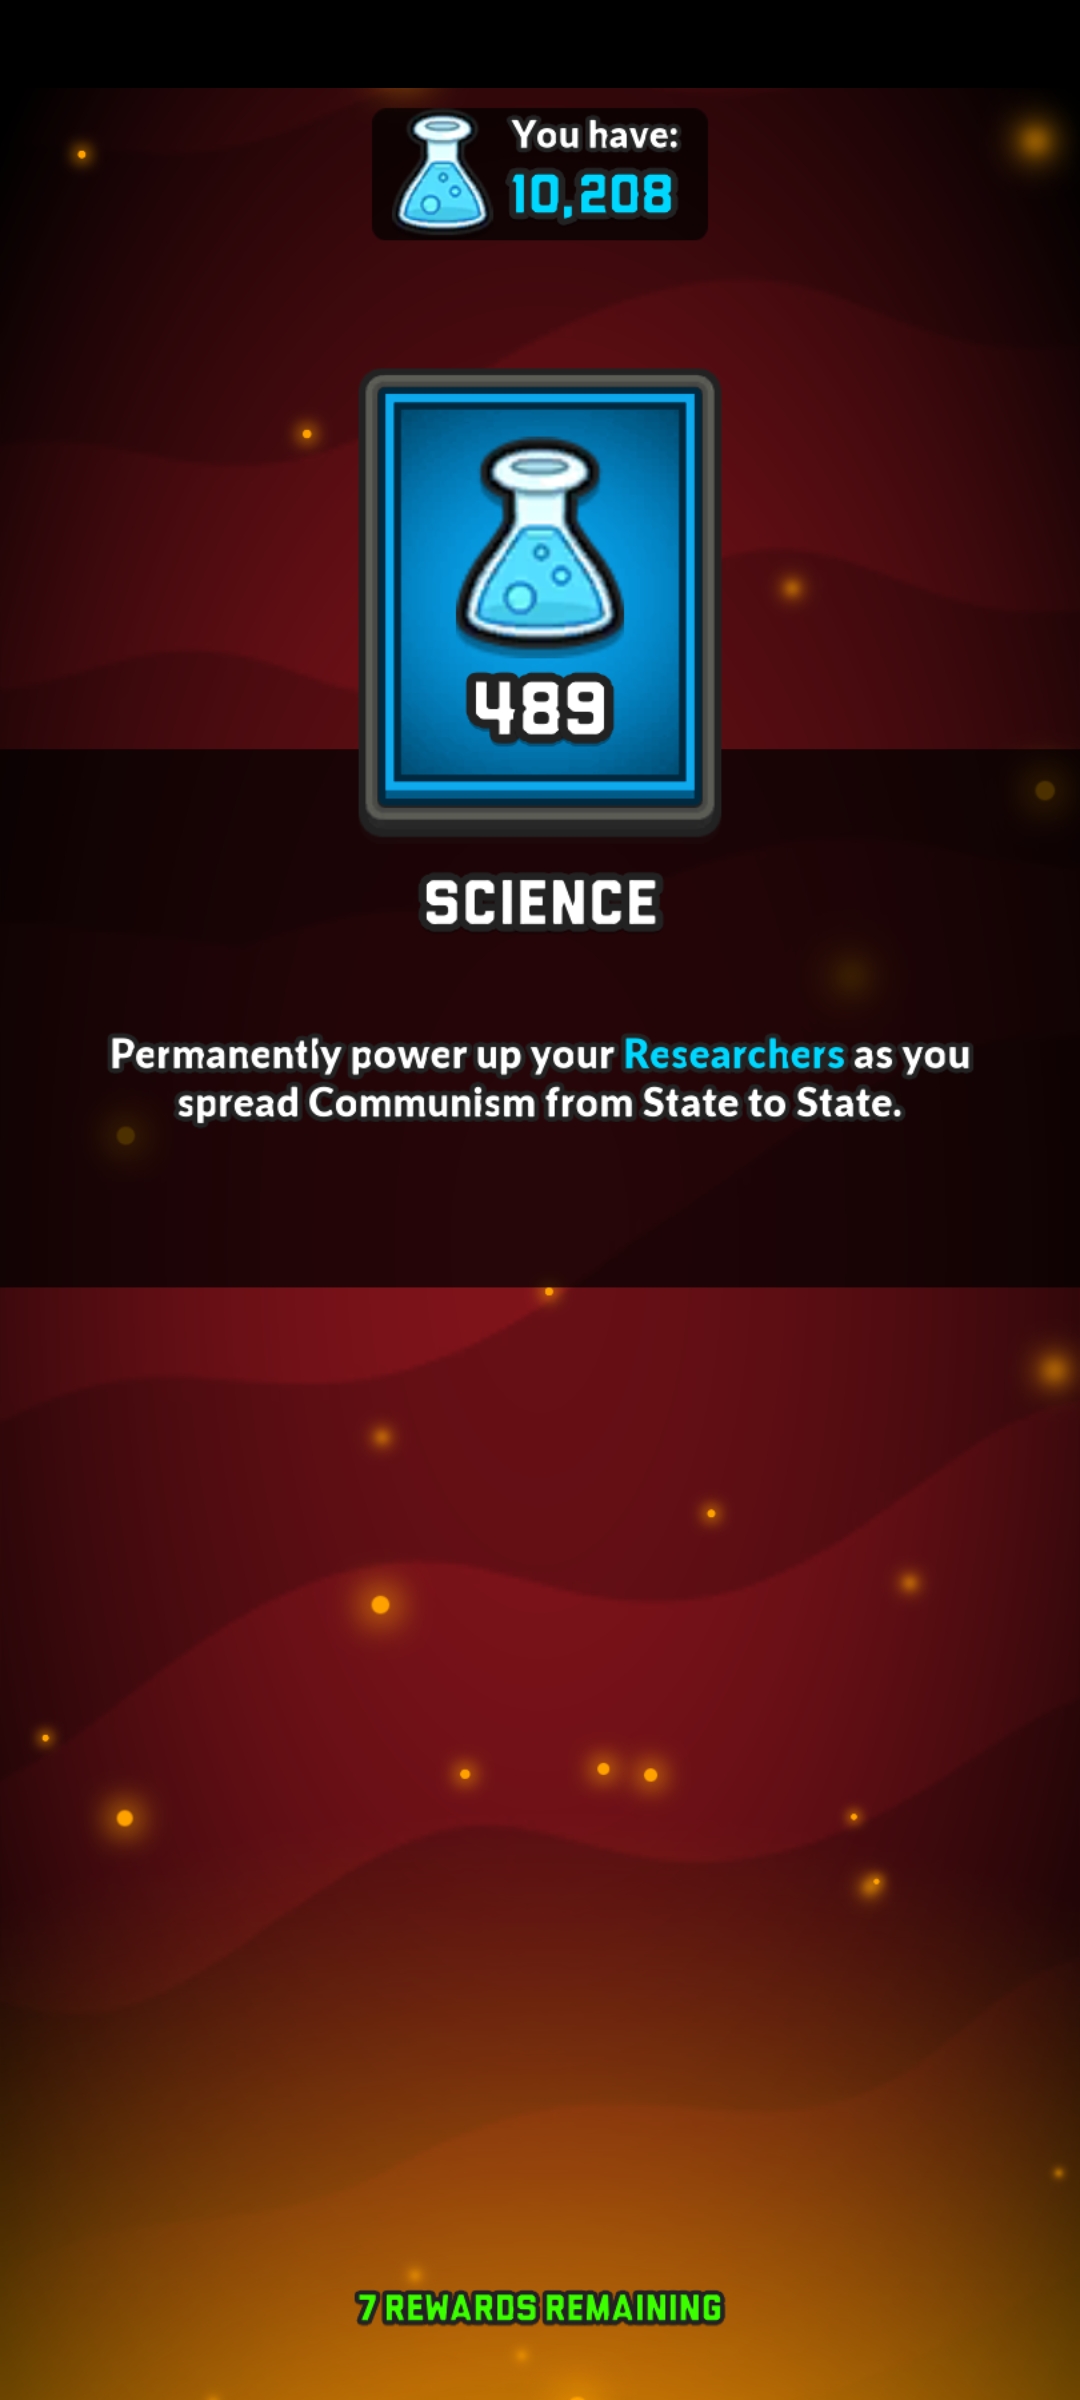 You have:
10,208
489
SCIENCE
Permanently power up your Researchers as you
spread Communism from State to State.
7 REWARDS REMAINING